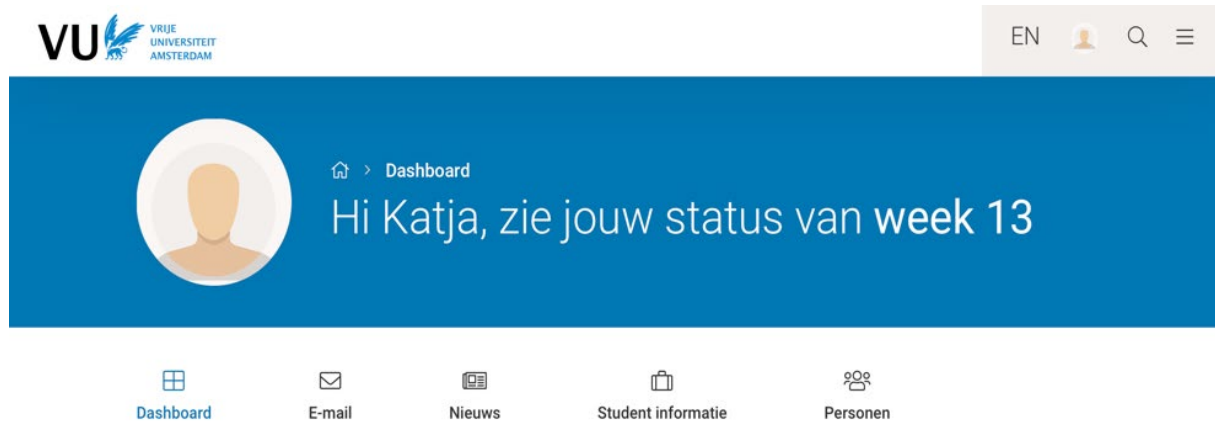 VU
VRIJE
UNIVERSITEIT
AMSTERDAM
EN
Dashboard
Hi Katja, zie jouw status van week 13
Dashboard E-mail Nieuws Student informatie Personen